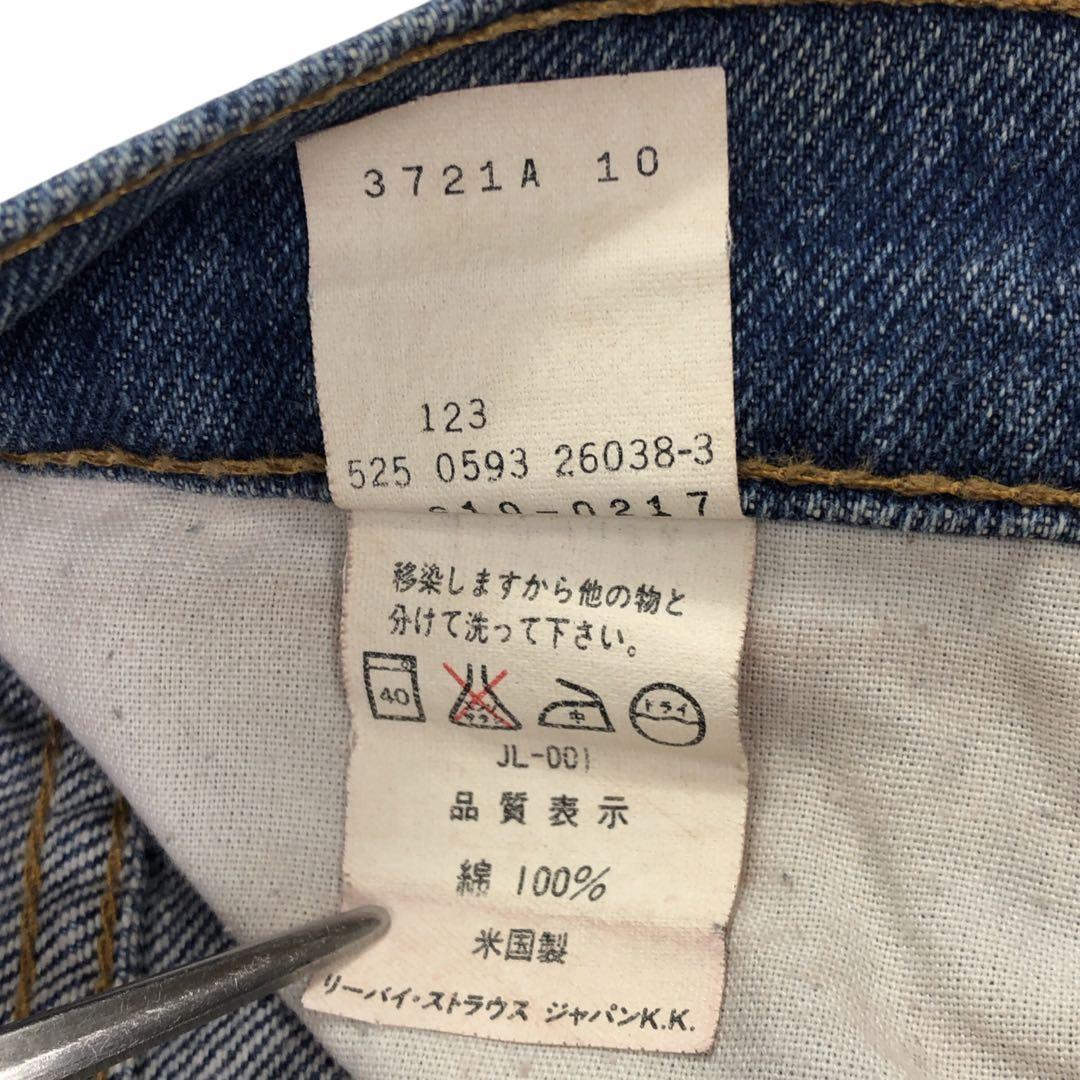 3721A 10
123
525 0593 26038-3
移染しますから他の物と
分けて洗って下さい。
40 中 ドライ
JL-001
品質表示
綿 100%
米国製
リーバイ・ストラウス ジャパンK.K.